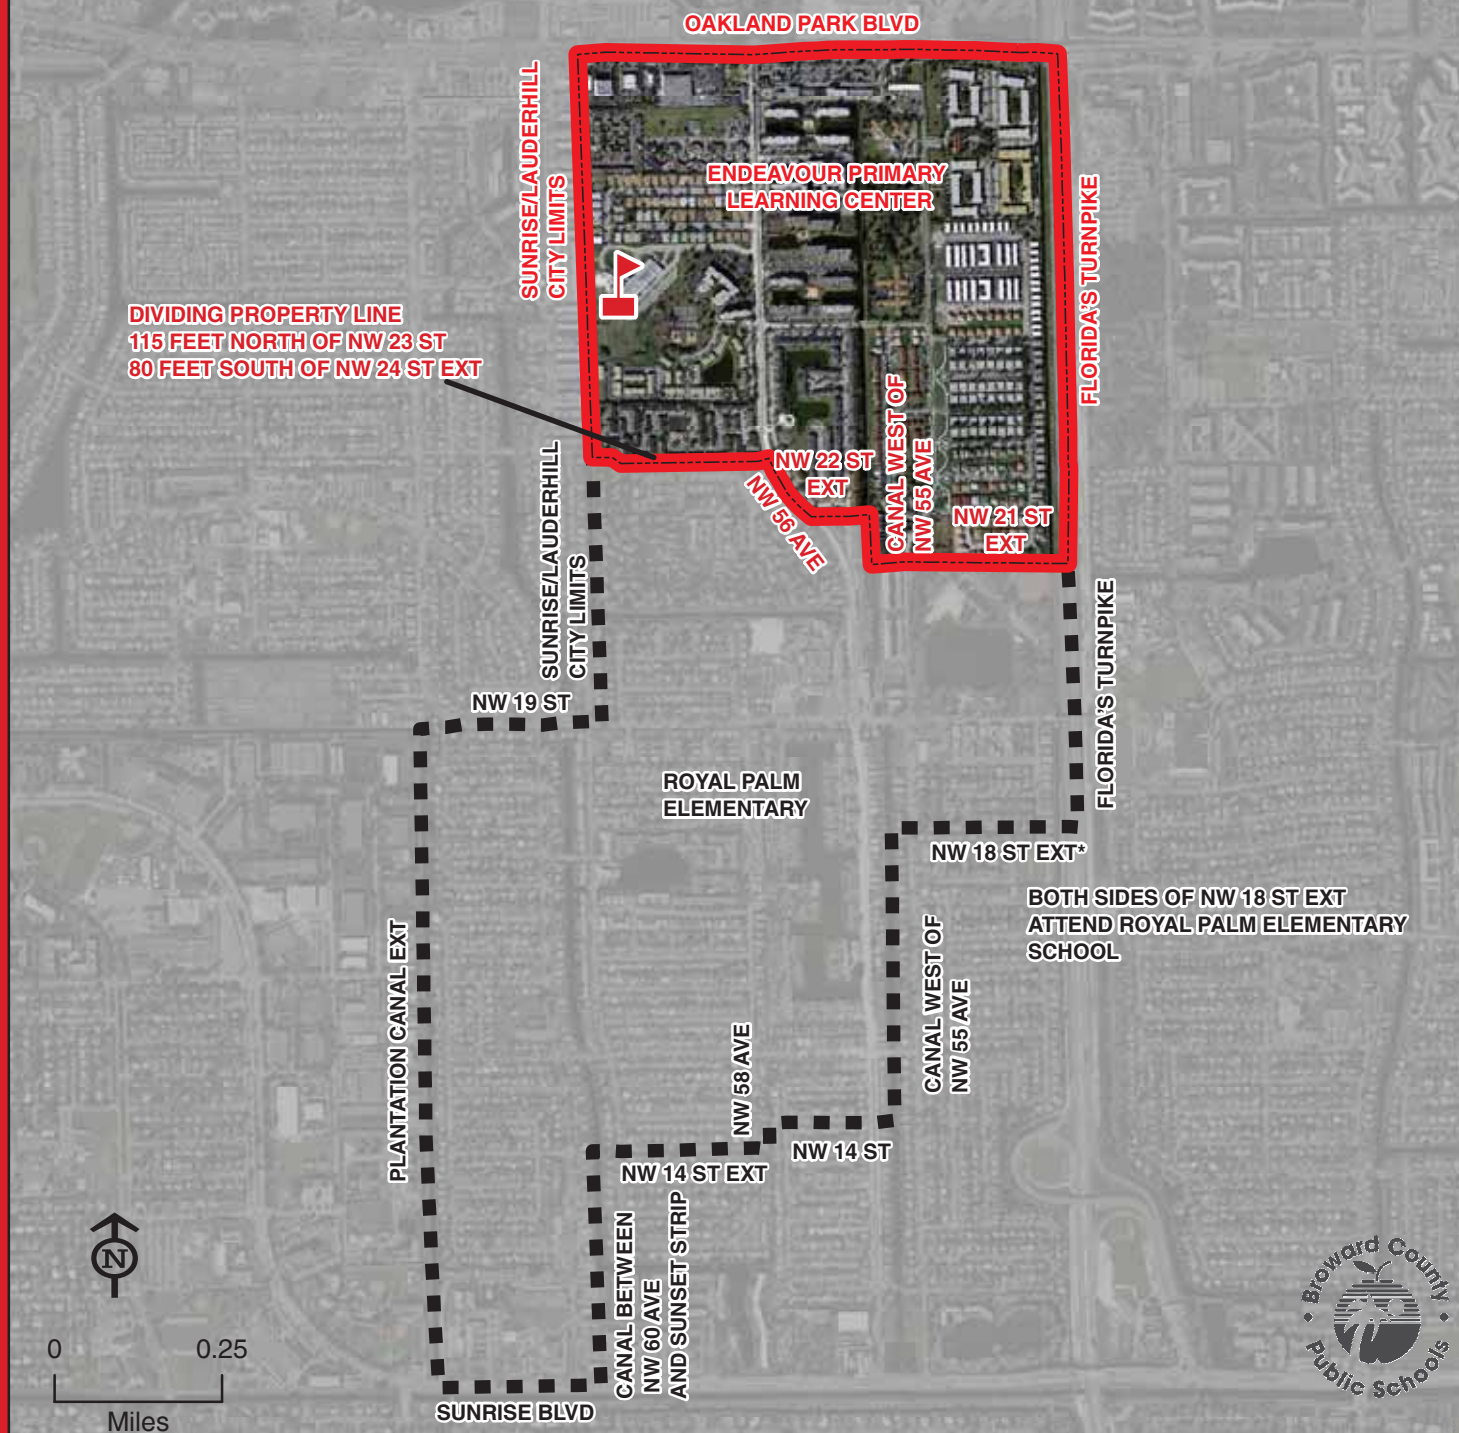 OAKLAND PARK BLVD
SUNRISE/LAUDERHILL
CITY LIMITS
ENDEAVOUR PRIMARY
LEARNING CENTER
FLORIDA'S TURNPIKE
DIVIDING PROPERTY LINE
115 FEET NORTH OF NW 23 ST
80 FEET SOUTH OF NW 24 ST EXT
NW 22 ST
EXT
CANAL WEST OF
NW 55 AVE
NW 56 AVE
NW 21 ST
EXT
SUNRISE/LAUDERHILL
CITY LIMITS
FLORIDA'S TURNPIKE
NW 19 ST
ROYAL PALM
ELEMENTARY
NW 18 ST EXT*
BOTH SIDES OF NW 18 ST EXT
ATTEND ROYAL PALM ELEMENTARY
SCHOOL
PLANTATION CANAL EXT
CANAL WEST OF
NW 55 AVE
NW 58 AVE
NW 14 ST
NW 14 ST EXT
CANAL BETWEEN
NW 60 AVE
AND SUNSET STRIP
SUNRISE BLVD
N
0 0.25
Miles
Broward County
Public Schools